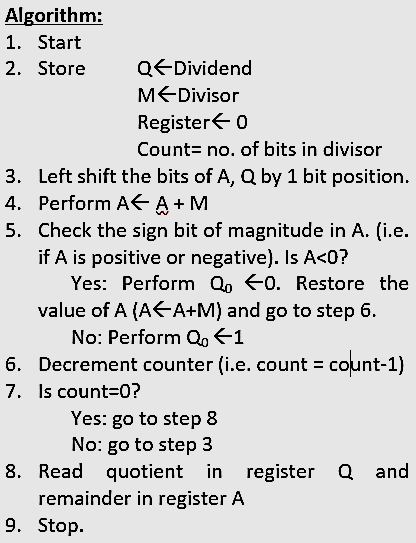 Algorithm:
1. Start
2. Store Q←Dividend
M←Divisor
Register← 0
Count= no. of bits in divisor
3. Left shift the bits of A, Q by 1 bit position.
4. Perform A← A + M
5. Check the sign bit of magnitude in A. (i.e.
if A is positive or negative). Is A<0?
Yes: Perform Q₀ ←0. Restore the
value of A (A←A+M) and go to step 6.
No: Perform Q₀ ←1
6. Decrement counter (i.e. count = count-1)
7. Is count=0?
Yes: go to step 8
No: go to step 3
8. Read quotient in register Q and
remainder in register A
9. Stop.